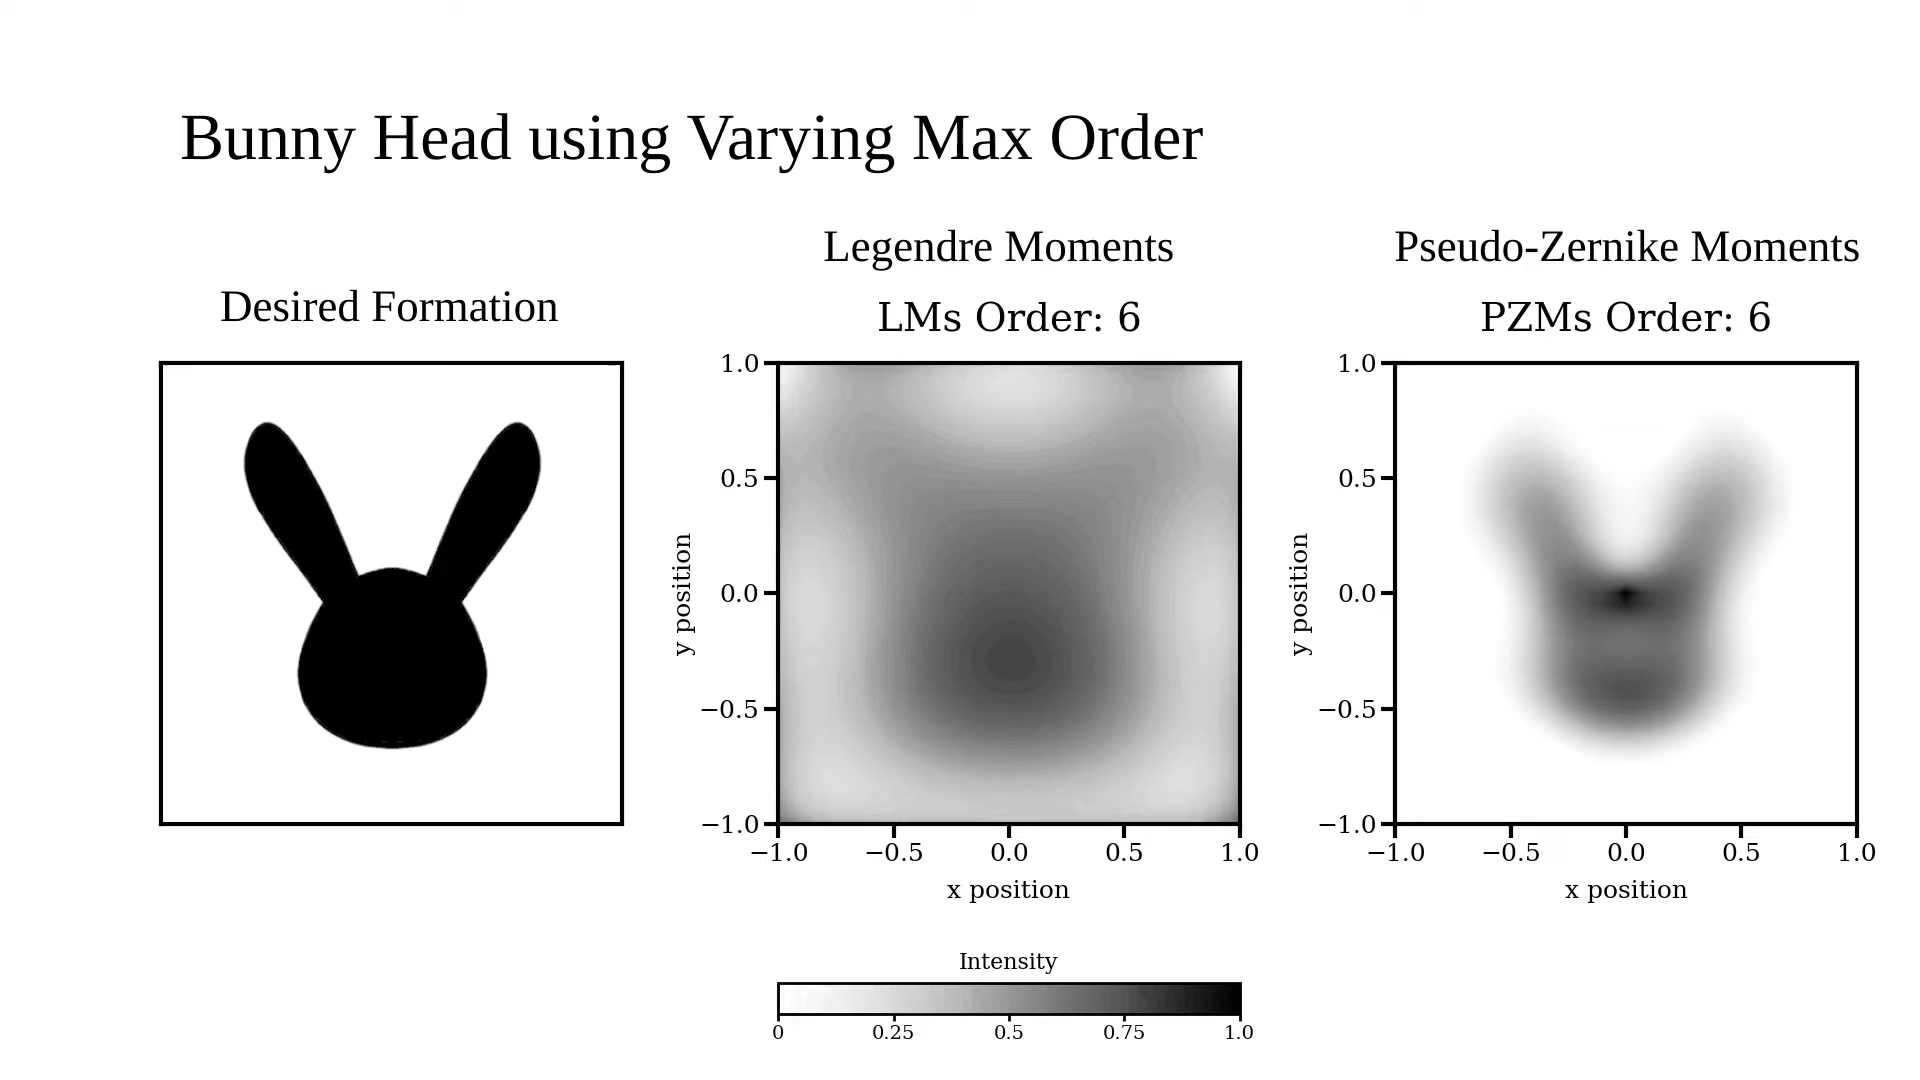 Bunny Head using Varying Max Order
Desired Formation
Legendre Moments
LMs Order: 6
1.0
0.5
0.0
−0.5
−1.0
y position
−1.0 −0.5 0.0 0.5 1.0
x position
Pseudo-Zernike Moments
PZMs Order: 6
1.0
0.5
0.0
−0.5
−1.0
y position
−1.0 −0.5 0.0 0.5 1.0
x position
Intensity
0 0.25 0.5 0.75 1.0